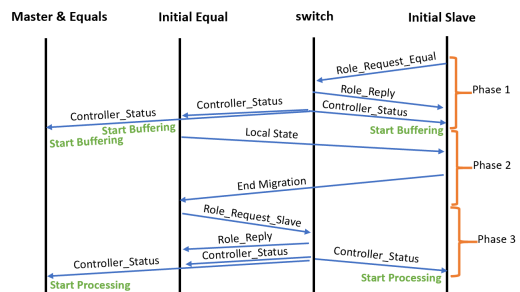 Master & Equals
Initial Equal
switch
Initial Slave
Role_Request_Equal
Phase 1
Role_Reply
Controller_Status
Controller_Status
Controller_Status
Start Buffering
Start Buffering
Start Buffering
Local State
Phase 2
End Migration
Role_Request_Slave
Role_Reply
Phase 3
Controller_Status
Controller_Status
Controller_Status
Start Processing
Start Processing